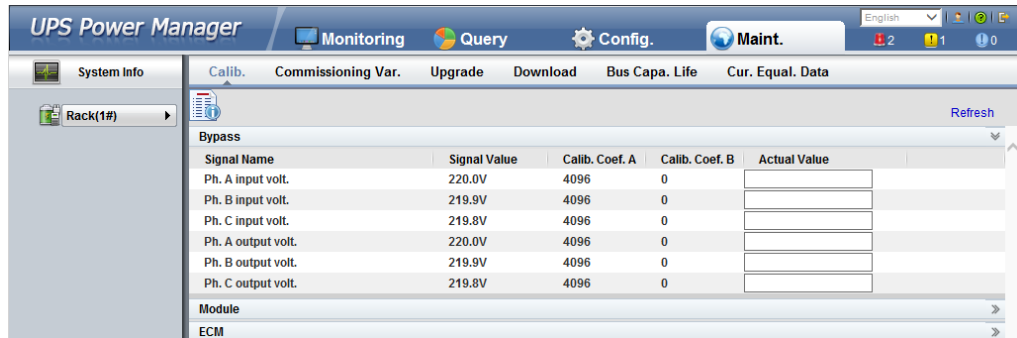 UPS Power Manager
English
Monitoring Query Config. Maint.
2 1 0
System Info
Calib. Commissioning Var. Upgrade Download Bus Capa. Life Cur. Equal. Data
Rack(1#)
Refresh
Bypass
Signal Name Signal Value Calib. Coef. A Calib. Coef. B Actual Value
Ph. A input volt. 220.0V 4096 0
Ph. B input volt. 219.9V 4096 0
Ph. C input volt. 219.8V 4096 0
Ph. A output volt. 220.0V 4096 0
Ph. B output volt. 219.9V 4096 0
Ph. C output volt. 219.8V 4096 0
Module
ECM